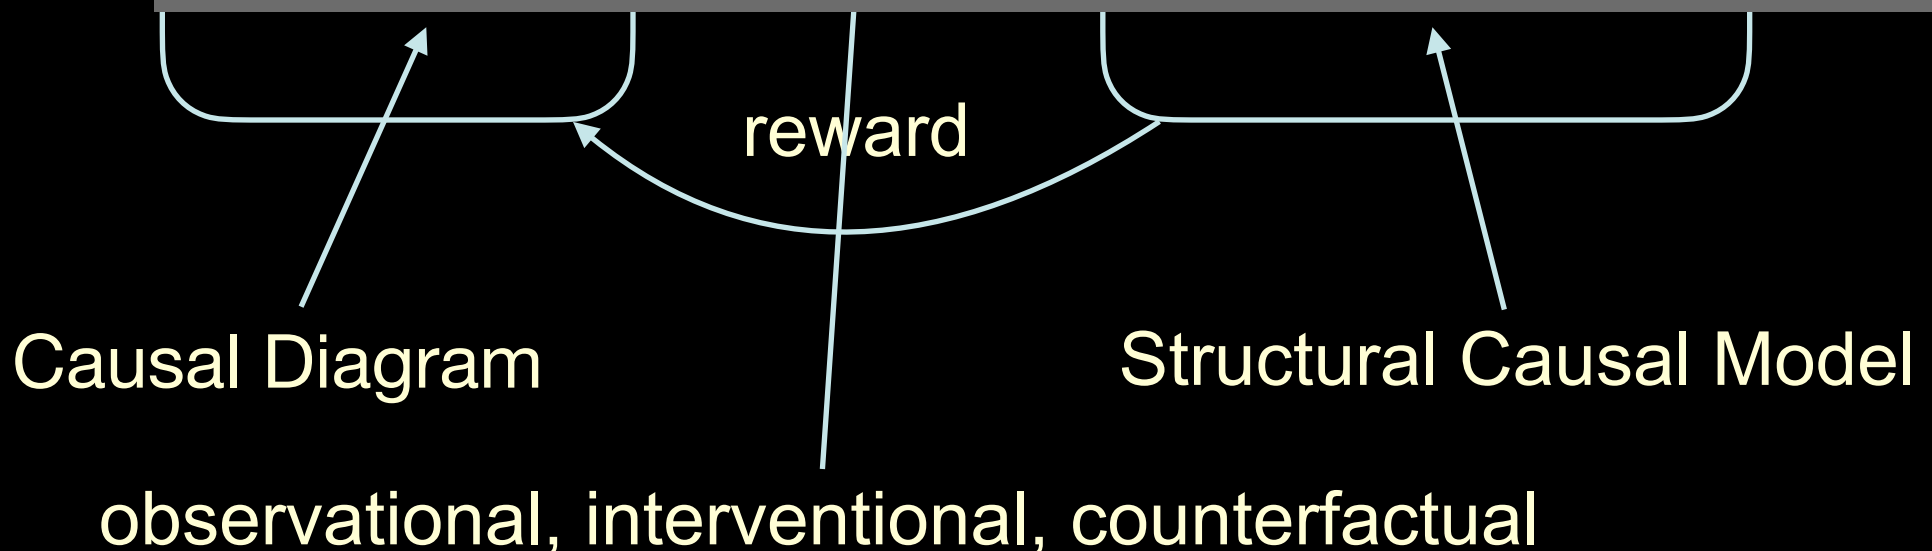 reward
Causal Diagram
Structural Causal Model
observational, interventional, counterfactual